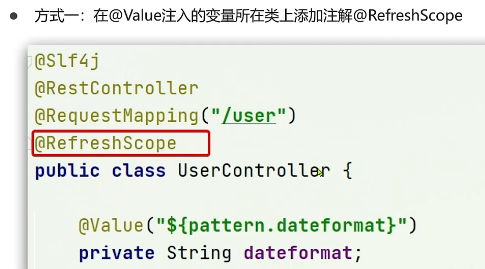 ● 方式一：在@Value注入的变量所在类上添加注解@RefreshScope
@Slf4j
@RestController
@RequestMapping("/user")
@RefreshScope
public class UserController {
@Value("${pattern.dateformat}")
private String dateformat;